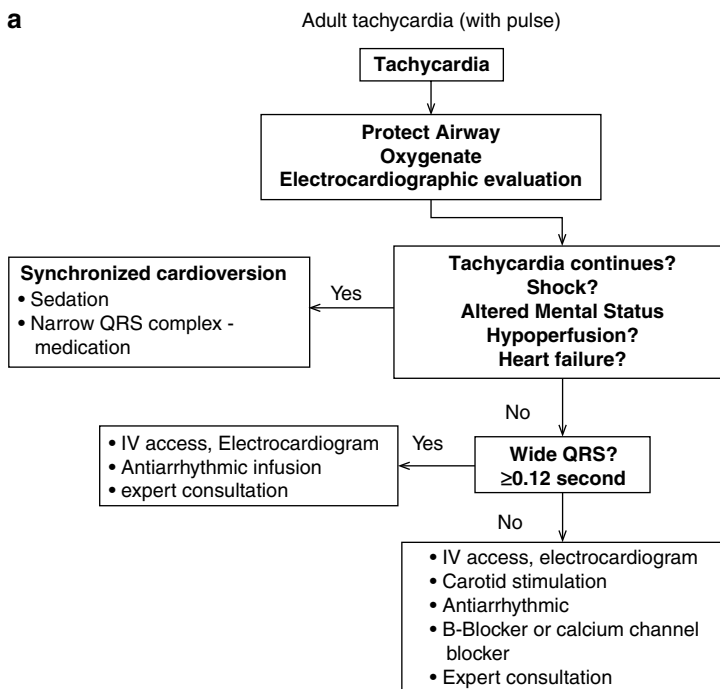 a
Adult tachycardia (with pulse)
Tachycardia
Protect Airway
Oxygenate
Electrocardiographic evaluation
Tachycardia continues?
Shock?
Altered Mental Status
Hypoperfusion?
Heart failure?
Yes
Synchronized cardioversion
• Sedation
• Narrow QRS complex -
medication
No
Wide QRS?
≥0.12 second
Yes
• IV access, Electrocardiogram
• Antiarrhythmic infusion
• expert consultation
No
• IV access, electrocardiogram
• Carotid stimulation
• Antiarrhythmic
• B-Blocker or calcium channel
blocker
• Expert consultation